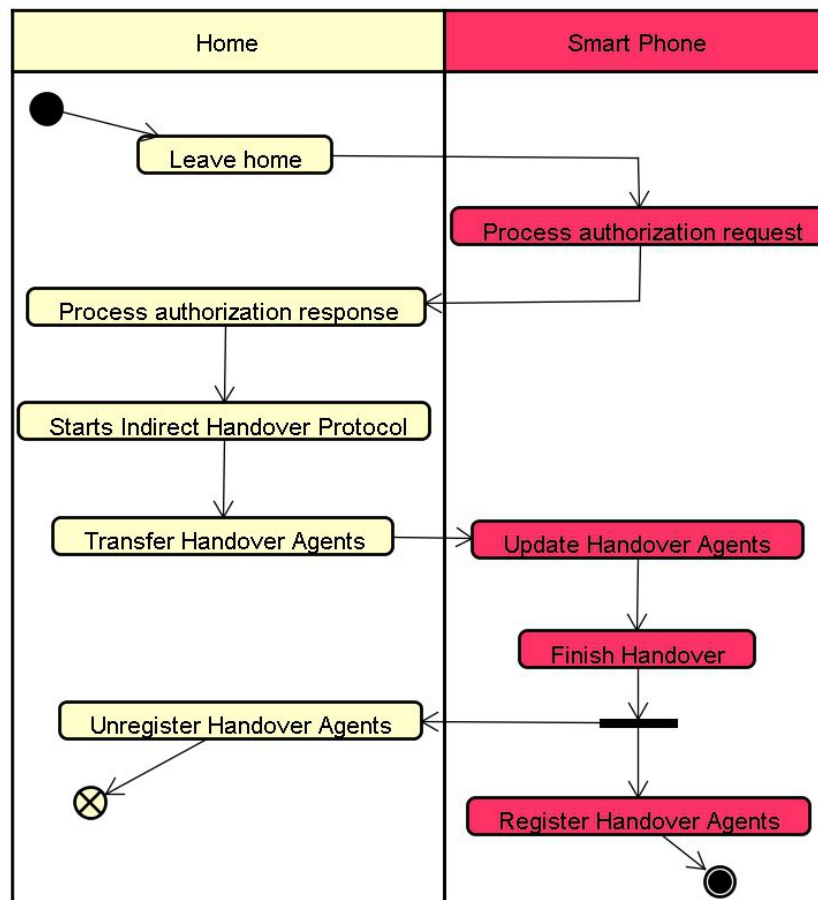 Home
Smart Phone
Leave home
Process authorization request
Process authorization response
Starts Indirect Handover Protocol
Transfer Handover Agents
Update Handover Agents
Finish Handover
Unregister Handover Agents
Register Handover Agents